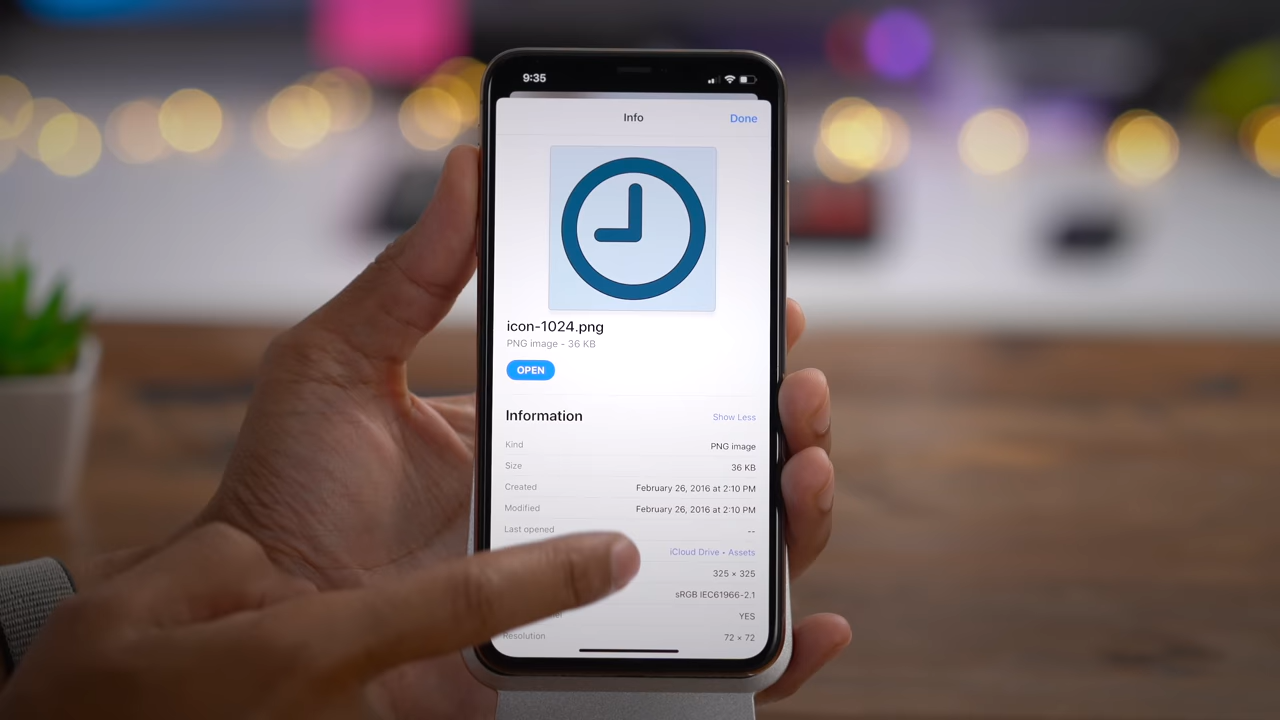 9:35
Info
Done
icon-1024.png
PNG image - 36 KB
OPEN
Information
Show Less
Kind
PNG image
Size
36 KB
Created
February 26, 2016 at 2:10 PM
Modified
February 26, 2016 at 2:10 PM
Last opened
--
iCloud Drive • Assets
325 × 325
sRGB IEC61966-2.1
YES
Resolution
72 × 72